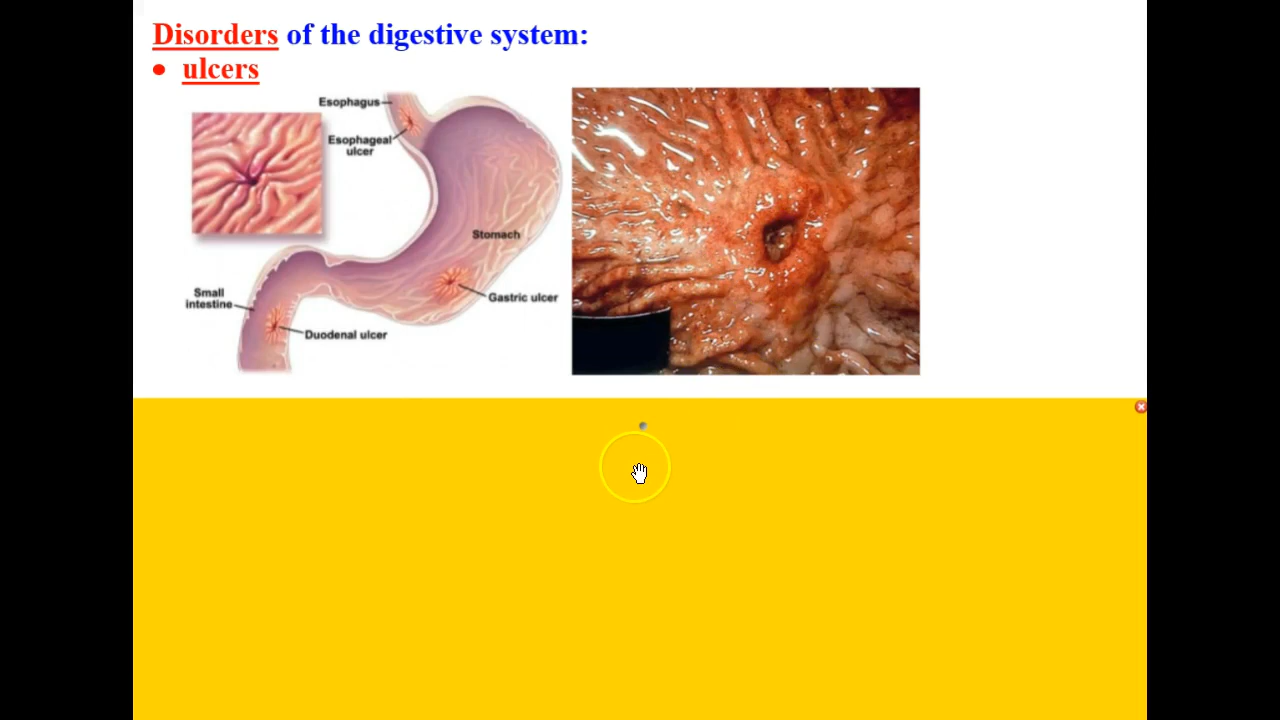 Disorders of the digestive system:
• ulcers
Esophagus
Esophageal
ulcer
Stomach
Small
intestine
Gastric ulcer
Duodenal ulcer